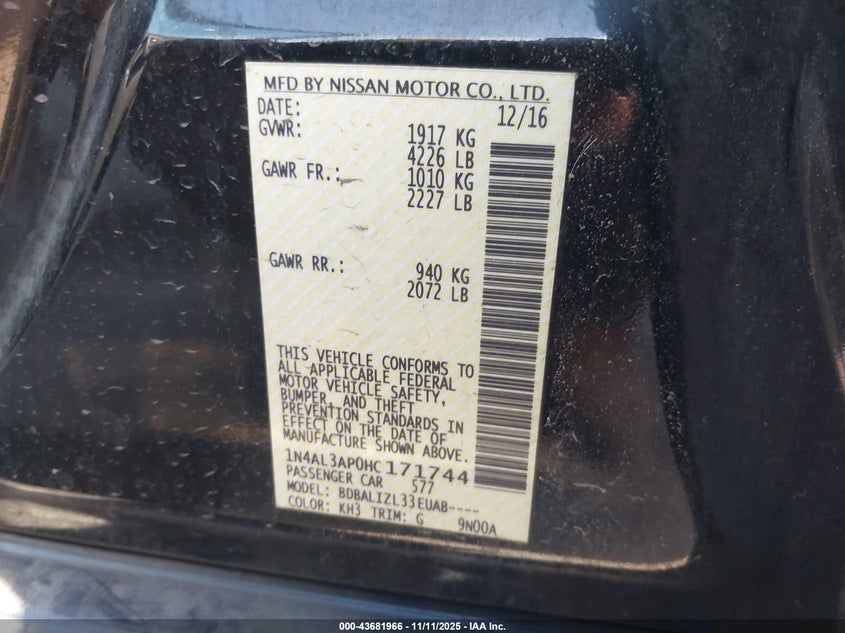 MFD BY NISSAN MOTOR CO., LTD.
DATE: 12/16
GVWR: 1917 KG
4226 LB
GAWR FR.: 1010 KG
2227 LB
GAWR RR.: 940 KG
2072 LB
THIS VEHICLE CONFORMS TO
ALL APPLICABLE FEDERAL
MOTOR VEHICLE SAFETY,
BUMPER, AND THEFT
PREVENTION STANDARDS IN
EFFECT ON THE DATE OF
MANUFACTURE SHOWN ABOVE.
1N4AL3AP0HC171744
PASSENGER CAR 577
MODEL: BDBALIZL33EUAB----
COLOR: KH3 TRIM: G 9N00A
000-43681966 - 11/11/2025 - IAA Inc.